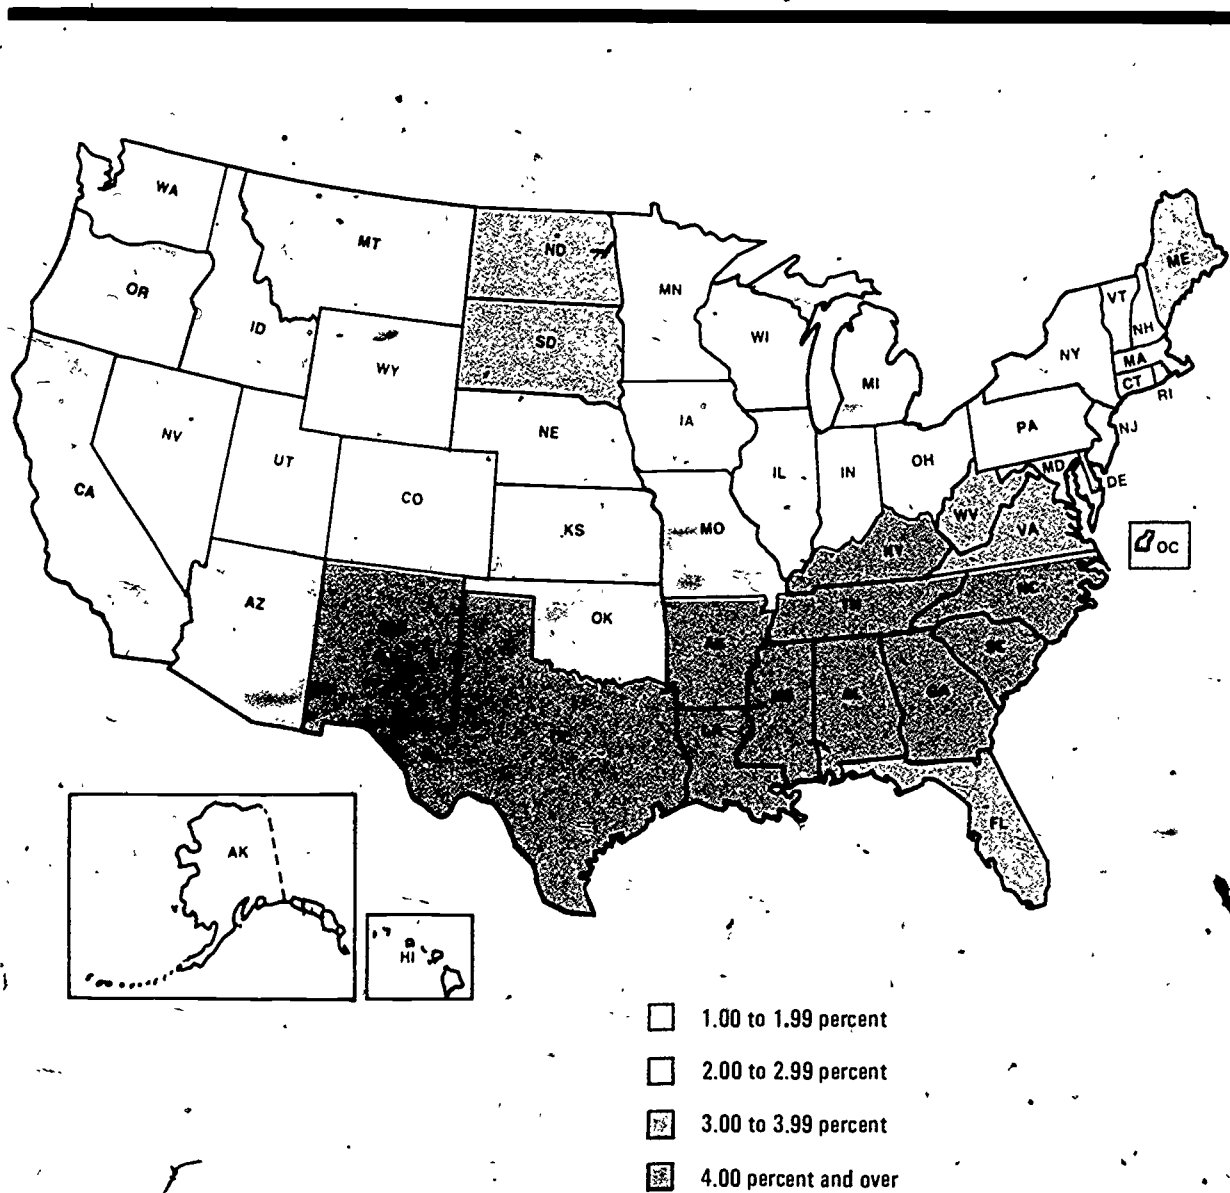 WA
MT
ND
ME
OR
MN
VT
ID
SD
WI
NH
WY
NY
MA
MI
CT
RI
IA
NV
NE
PA
NJ
UT
IL
IN
OH
MD
CA
CO
DE
WV
KS
MO
VA
KY
OC
AZ
TN
NC
OK
AR
SC
AL
GA
LA
FL
AK
HI
1.00 to 1.99 percent
2.00 to 2.99 percent
3.00 to 3.99 percent
4.00 percent and over